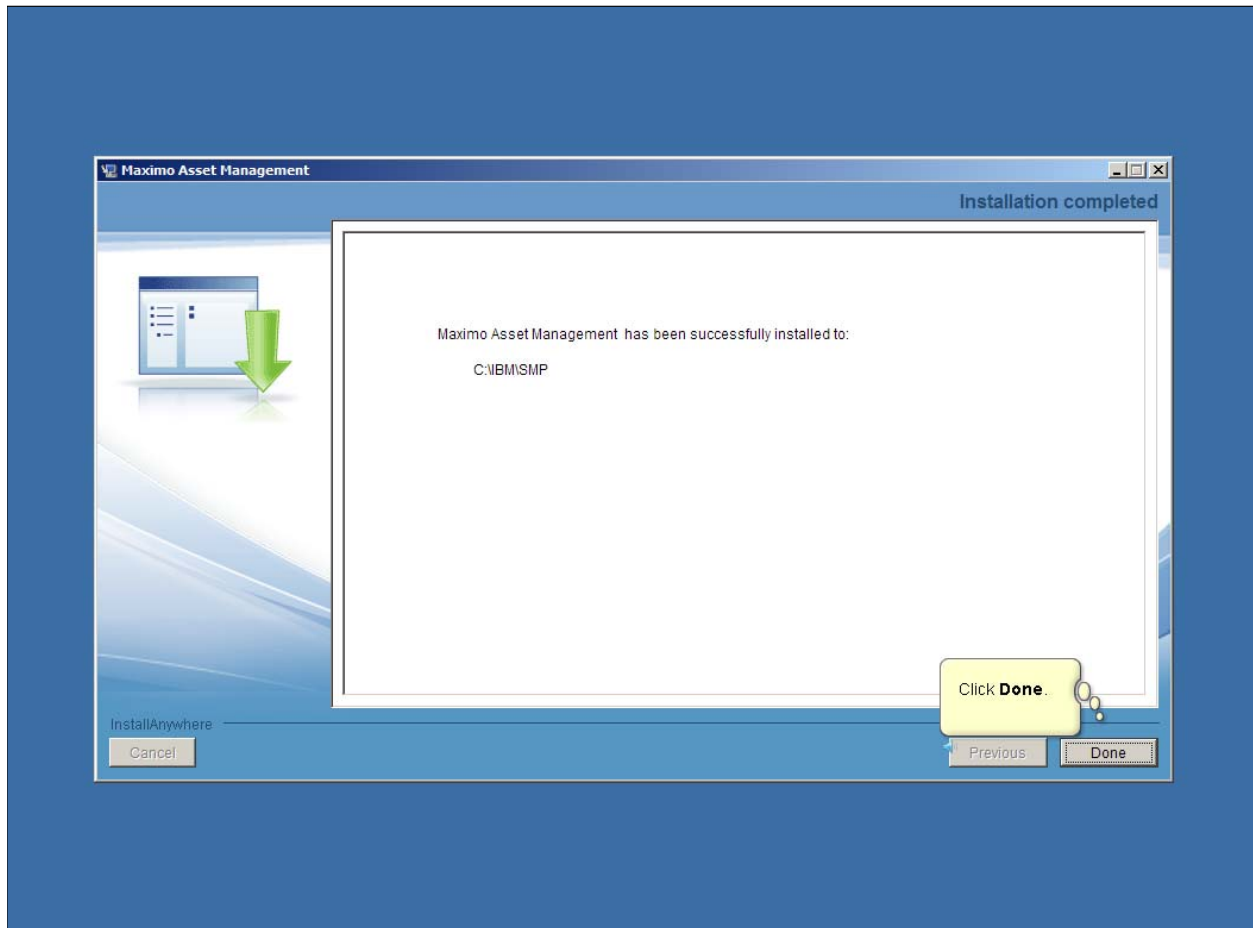 Maximo Asset Management
Installation completed
Maximo Asset Management has been successfully installed to:
C:\IBM\SMP
Click Done.
InstallAnywhere
Cancel
Previous
Done